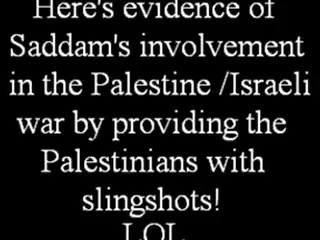 Here's evidence of
Saddam's involvement
in the Palestine /Israeli
war by providing the
Palestinians with
slingshots!
LOL